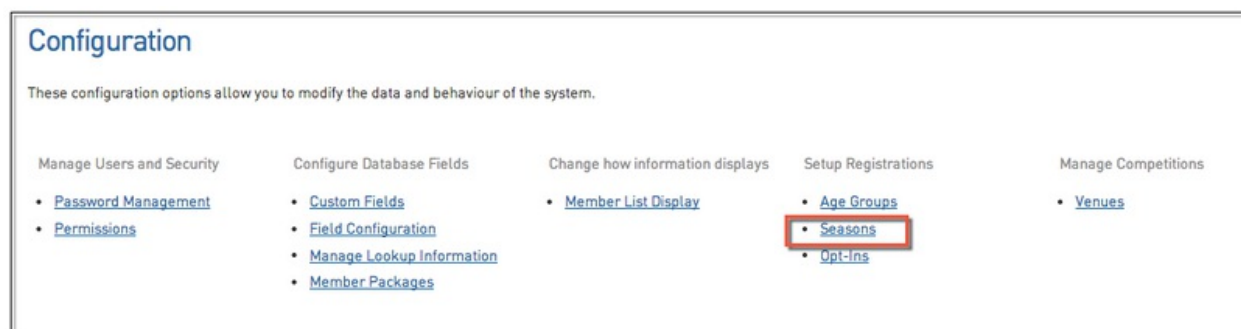 Configuration
These configuration options allow you to modify the data and behaviour of the system.
Manage Users and Security
• Password Management
• Permissions
Configure Database Fields
• Custom Fields
• Field Configuration
• Manage Lookup Information
• Member Packages
Change how information displays
• Member List Display
Setup Registrations
• Age Groups
• Seasons
• Opt-Ins
Manage Competitions
• Venues